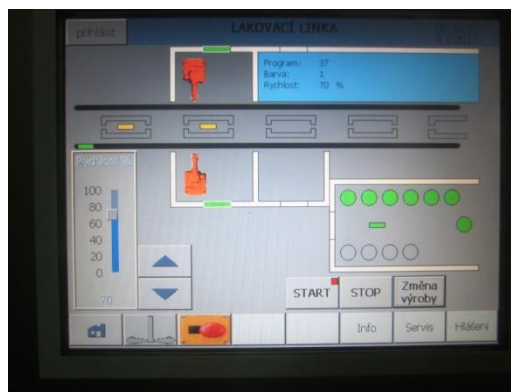 přihlásit
LAKOVACÍ LINKA
Program: 37
Barva: 1
Rychlost: 70 %
Rychlost %
100
80
60
40
20
0
70
START
STOP
Změna
výroby
Info
Servis
Hlášení